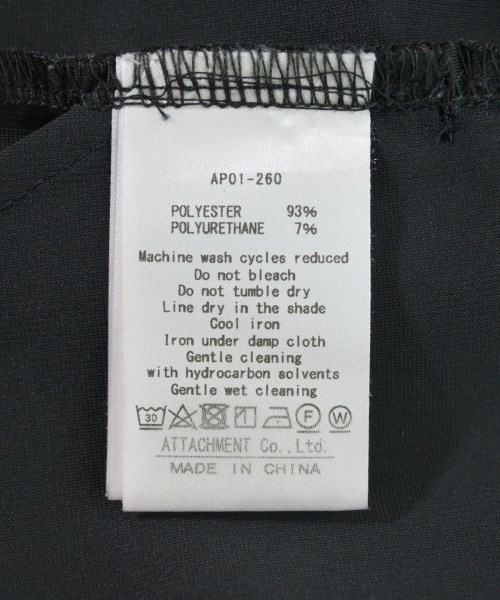 AP01-260
POLYESTER 93%
POLYURETHANE 7%
Machine wash cycles reduced
Do not bleach
Do not tumble dry
Line dry in the shade
Cool iron
Iron under damp cloth
Gentle cleaning
with hydrocarbon solvents
Gentle wet cleaning
30 F W
ATTACHMENT Co.,Ltd.
MADE IN CHINA